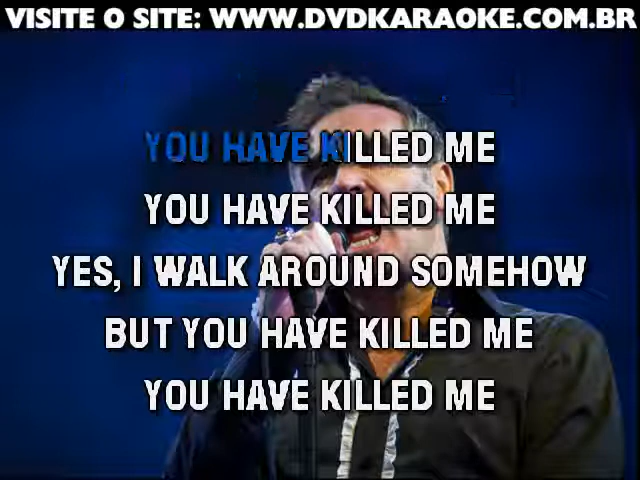 VISITE O SITE: WWW.DVDKARAOKE.COM.BR
YOU HAVE KILLED ME
YOU HAVE KILLED ME
YES, I WALK AROUND SOMEHOW
BUT YOU HAVE KILLED ME
YOU HAVE KILLED ME